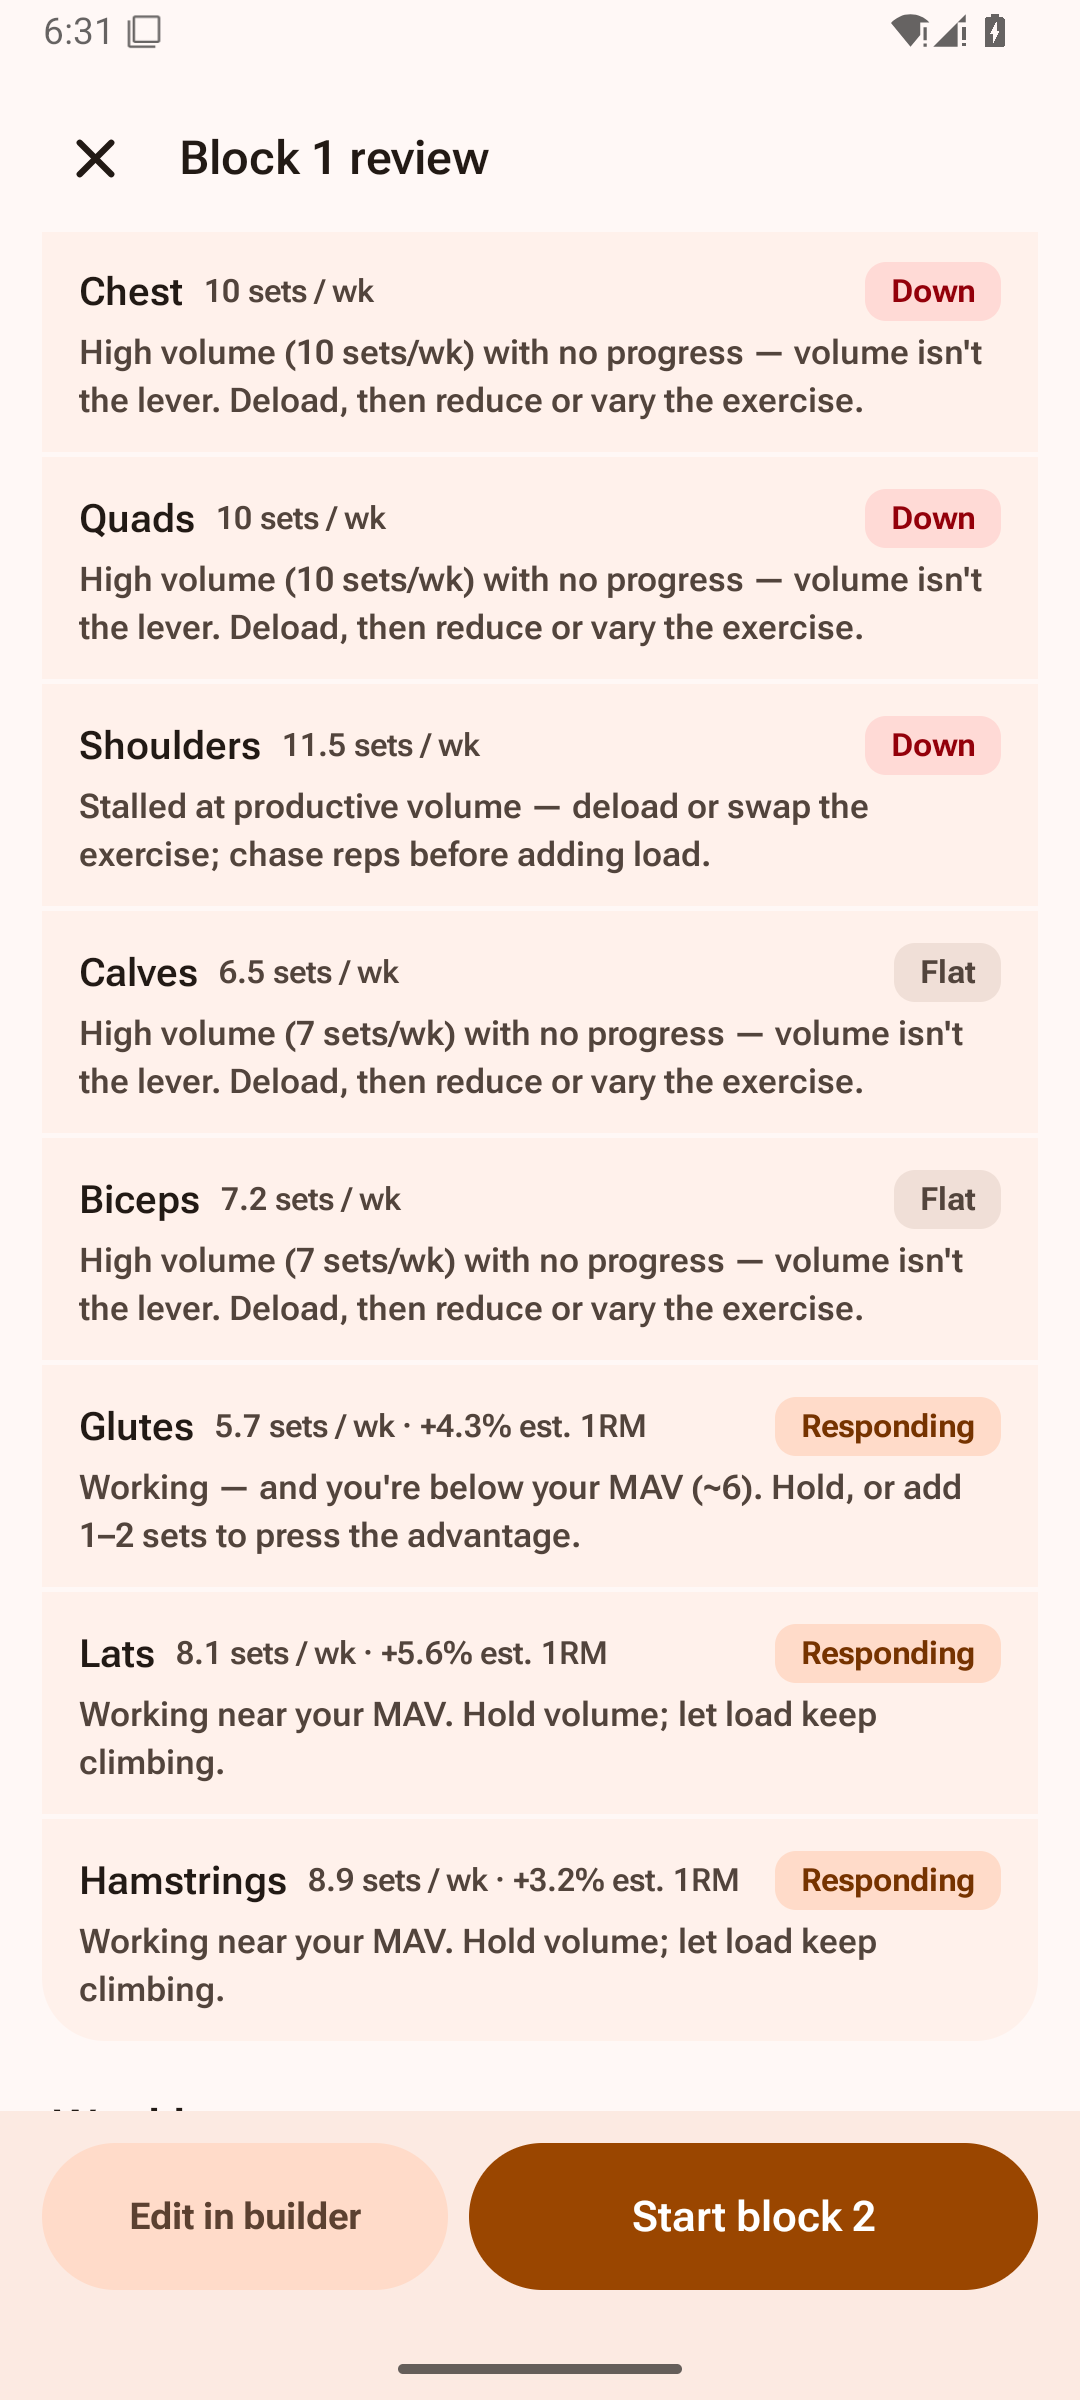 6:31
Block 1 review
Chest 10 sets / wk Down
High volume (10 sets/wk) with no progress — volume isn't
the lever. Deload, then reduce or vary the exercise.
Quads 10 sets / wk Down
High volume (10 sets/wk) with no progress — volume isn't
the lever. Deload, then reduce or vary the exercise.
Shoulders 11.5 sets / wk Down
Stalled at productive volume — deload or swap the
exercise; chase reps before adding load.
Calves 6.5 sets / wk Flat
High volume (7 sets/wk) with no progress — volume isn't
the lever. Deload, then reduce or vary the exercise.
Biceps 7.2 sets / wk Flat
High volume (7 sets/wk) with no progress — volume isn't
the lever. Deload, then reduce or vary the exercise.
Glutes 5.7 sets / wk · +4.3% est. 1RM Responding
Working — and you're below your MAV (~6). Hold, or add
1–2 sets to press the advantage.
Lats 8.1 sets / wk · +5.6% est. 1RM Responding
Working near your MAV. Hold volume; let load keep
climbing.
Hamstrings 8.9 sets / wk · +3.2% est. 1RM Responding
Working near your MAV. Hold volume; let load keep
climbing.
Edit in builder Start block 2